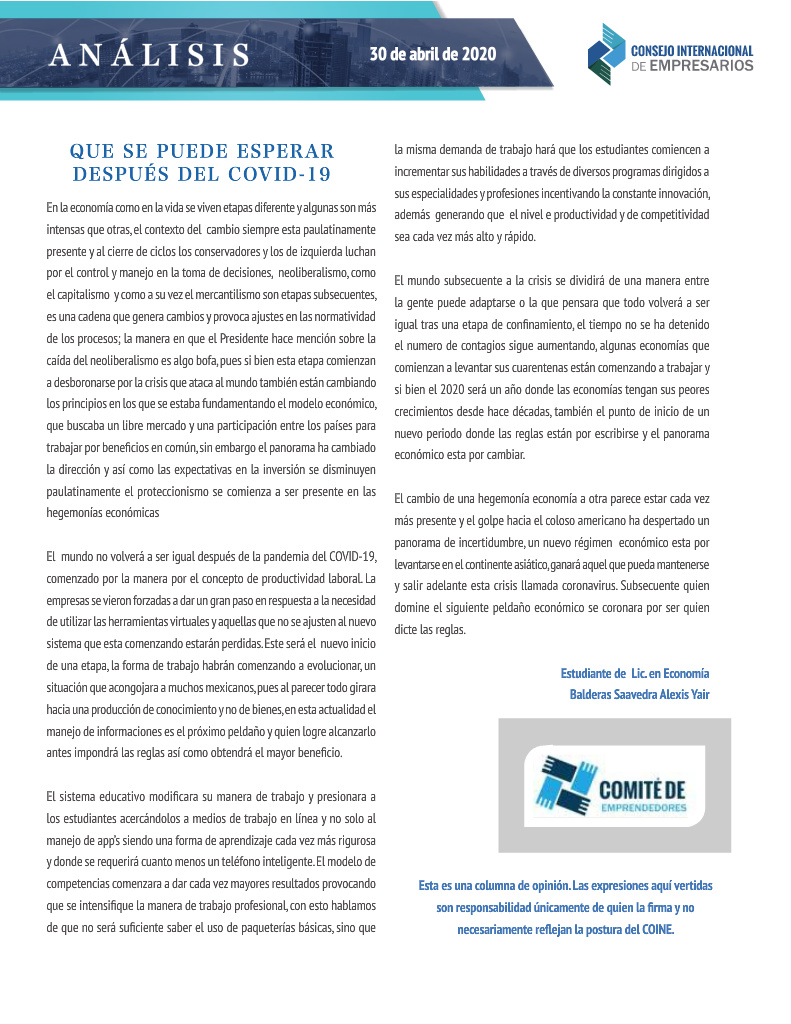 ANÁLISIS
30 de abril de 2020
CONSEJO INTERNACIONAL
DE EMPRESARIOS
QUE SE PUEDE ESPERAR
DESPUÉS DEL COVID-19
En la economía como en la vida se viven etapas diferente y algunas son más
intensas que otras, el contexto del cambio siempre esta paulatinamente
presente y al cierre de ciclos los conservadores y los de izquierda luchan
por el control y manejo en la toma de decisiones, neoliberalismo, como
el capitalismo y como a su vez el mercantilismo son etapas subsecuentes,
es una cadena que genera cambios y provoca ajustes en las normatividad
de los procesos; la manera en que el Presidente hace mención sobre la
caída del neoliberalismo es algo bofa, pues si bien esta etapa comienzan
a desboronarse por la crisis que ataca al mundo también están cambiando
los principios en los que se estaba fundamentando el modelo económico,
que buscaba un libre mercado y una participación entre los países para
trabajar por beneficios en común, sin embargo el panorama ha cambiado
la dirección y así como las expectativas en la inversión se disminuyen
paulatinamente el proteccionismo se comienza a ser presente en las
hegemonías económicas
El mundo no volverá a ser igual después de la pandemia del COVID-19,
comenzado por la manera por el concepto de productividad laboral. La
empresas se vieron forzadas a dar un gran paso en respuesta a la necesidad
de utilizar las herramientas virtuales y aquellas que no se ajusten al nuevo
sistema que esta comenzando estarán perdidas. Este será el nuevo inicio
de una etapa, la forma de trabajo habrán comenzando a evolucionar, un
situación que acongojara a muchos mexicanos, pues al parecer todo girara
hacia una producción de conocimiento y no de bienes, en esta actualidad el
manejo de informaciones es el próximo peldaño y quien logre alcanzarlo
antes impondrá las reglas así como obtendrá el mayor beneficio.
El sistema educativo modificara su manera de trabajo y presionara a
los estudiantes acercándolos a medios de trabajo en línea y no solo al
manejo de app's siendo una forma de aprendizaje cada vez más rigurosa
y donde se requerirá cuanto menos un teléfono inteligente. El modelo de
competencias comenzara a dar cada vez mayores resultados provocando
que se intensifique la manera de trabajo profesional, con esto hablamos
de que no será suficiente saber el uso de paqueterías básicas, sino que
la misma demanda de trabajo hará que los estudiantes comiencen a
incrementar sus habilidades a través de diversos programas dirigidos a
sus especialidades y profesiones incentivando la constante innovación,
además generando que el nivel e productividad y de competitividad
sea cada vez más alto y rápido.
El mundo subsecuente a la crisis se dividirá de una manera entre
la gente puede adaptarse o la que pensara que todo volverá a ser
igual tras una etapa de confinamiento, el tiempo no se ha detenido
el numero de contagios sigue aumentando, algunas economías que
comienzan a levantar sus cuarentenas están comenzando a trabajar y
si bien el 2020 será un año donde las economías tengan sus peores
crecimientos desde hace décadas, también el punto de inicio de un
nuevo periodo donde las reglas están por escribirse y el panorama
económico esta por cambiar.
El cambio de una hegemonía economía a otra parece estar cada vez
más presente y el golpe hacia el coloso americano ha despertado un
panorama de incertidumbre, un nuevo régimen económico esta por
levantarse en el continente asiático, ganará aquel que pueda mantenerse
y salir adelante esta crisis llamada coronavirus. Subsecuente quien
domine el siguiente peldaño económico se coronara por ser quien
dicte las reglas.
Estudiante de Lic. en Economía
Balderas Saavedra Alexis Yair
COMITÉ DE
EMPRENDEDORES
Esta es una columna de opinión. Las expresiones aquí vertidas
son responsabilidad únicamente de quien la firma y no
necesariamente reflejan la postura del COINE.